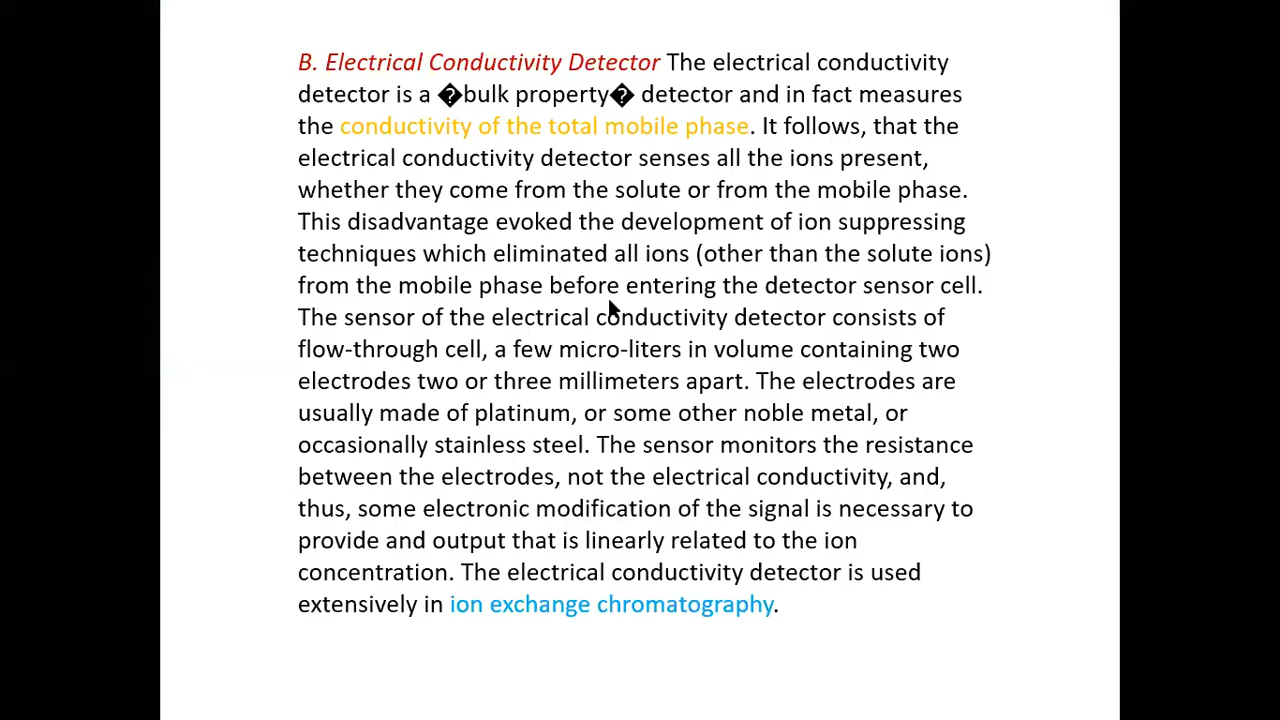 B. Electrical Conductivity Detector The electrical conductivity
detector is a �bulk property� detector and in fact measures
the conductivity of the total mobile phase. It follows, that the
electrical conductivity detector senses all the ions present,
whether they come from the solute or from the mobile phase.
This disadvantage evoked the development of ion suppressing
techniques which eliminated all ions (other than the solute ions)
from the mobile phase before entering the detector sensor cell.
The sensor of the electrical conductivity detector consists of
flow-through cell, a few micro-liters in volume containing two
electrodes two or three millimeters apart. The electrodes are
usually made of platinum, or some other noble metal, or
occasionally stainless steel. The sensor monitors the resistance
between the electrodes, not the electrical conductivity, and,
thus, some electronic modification of the signal is necessary to
provide and output that is linearly related to the ion
concentration. The electrical conductivity detector is used
extensively in ion exchange chromatography.